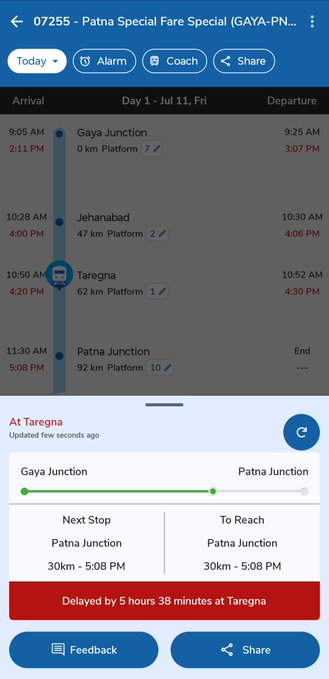 07255 - Patna Special Fare Special (GAYA-PN...
Today Alarm Coach Share
Arrival Day 1 - Jul 11, Fri Departure
9:05 AM Gaya Junction 9:25 AM
2:11 PM 0 km Platform 7 3:07 PM
10:28 AM Jehanabad 10:30 AM
4:00 PM 47 km Platform 2 4:06 PM
10:50 AM Taregna 10:52 AM
4:20 PM 62 km Platform 1 4:30 PM
11:30 AM Patna Junction End
5:08 PM 92 km Platform 10 ---
At Taregna
Updated few seconds ago
Gaya Junction Patna Junction
Next Stop To Reach
Patna Junction Patna Junction
30km - 5:08 PM 30km - 5:08 PM
Delayed by 5 hours 38 minutes at Taregna
Feedback Share